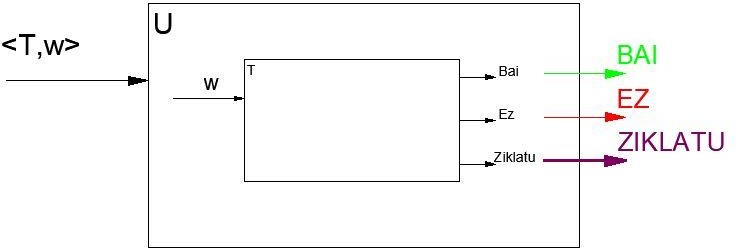 <T,w>
U
w
T
Bai
Ez
Ziklatu
BAI
EZ
ZIKLATU